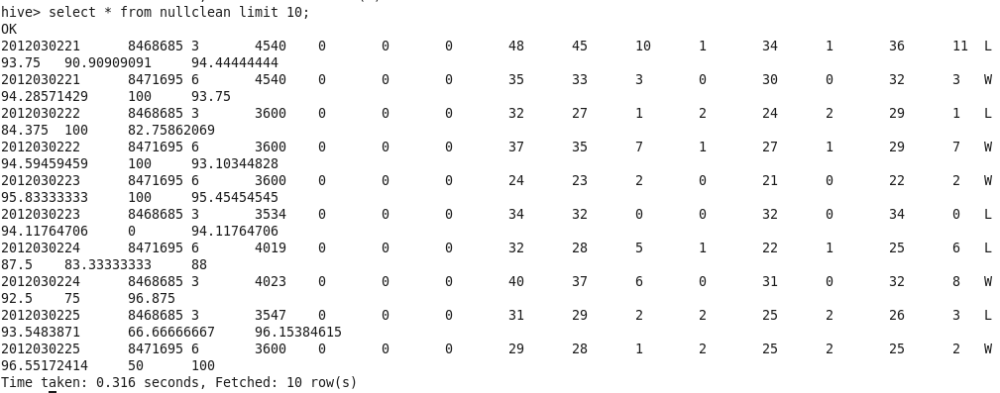 hive> select * from nullclean limit 10;
OK
2012030221 8468685 3 4540 0 0 0 48 45 10 1 34 1 36 11 L
93.75 90.90909091 94.44444444
2012030221 8471695 6 4540 0 0 0 35 33 3 0 30 0 32 3 W
94.28571429 100 93.75
2012030222 8468685 3 3600 0 0 0 32 27 1 2 24 2 29 1 L
84.375 100 82.75862069
2012030222 8471695 6 3600 0 0 0 37 35 7 1 27 1 29 7 W
94.59459459 100 93.10344828
2012030223 8471695 6 3600 0 0 0 24 23 2 0 21 0 22 2 W
95.83333333 100 95.45454545
2012030223 8468685 3 3534 0 0 0 34 32 0 0 32 0 34 0 L
94.11764706 0 94.11764706
2012030224 8471695 6 4019 0 0 0 32 28 5 1 22 1 25 6 L
87.5 83.33333333 88
2012030224 8468685 3 4023 0 0 0 40 37 6 0 31 0 32 8 W
92.5 75 96.875
2012030225 8468685 3 3547 0 0 0 31 29 2 2 25 2 26 3 L
93.5483871 66.66666667 96.15384615
2012030225 8471695 6 3600 0 0 0 29 28 1 2 25 2 25 2 W
96.55172414 50 100
Time taken: 0.316 seconds, Fetched: 10 row(s)